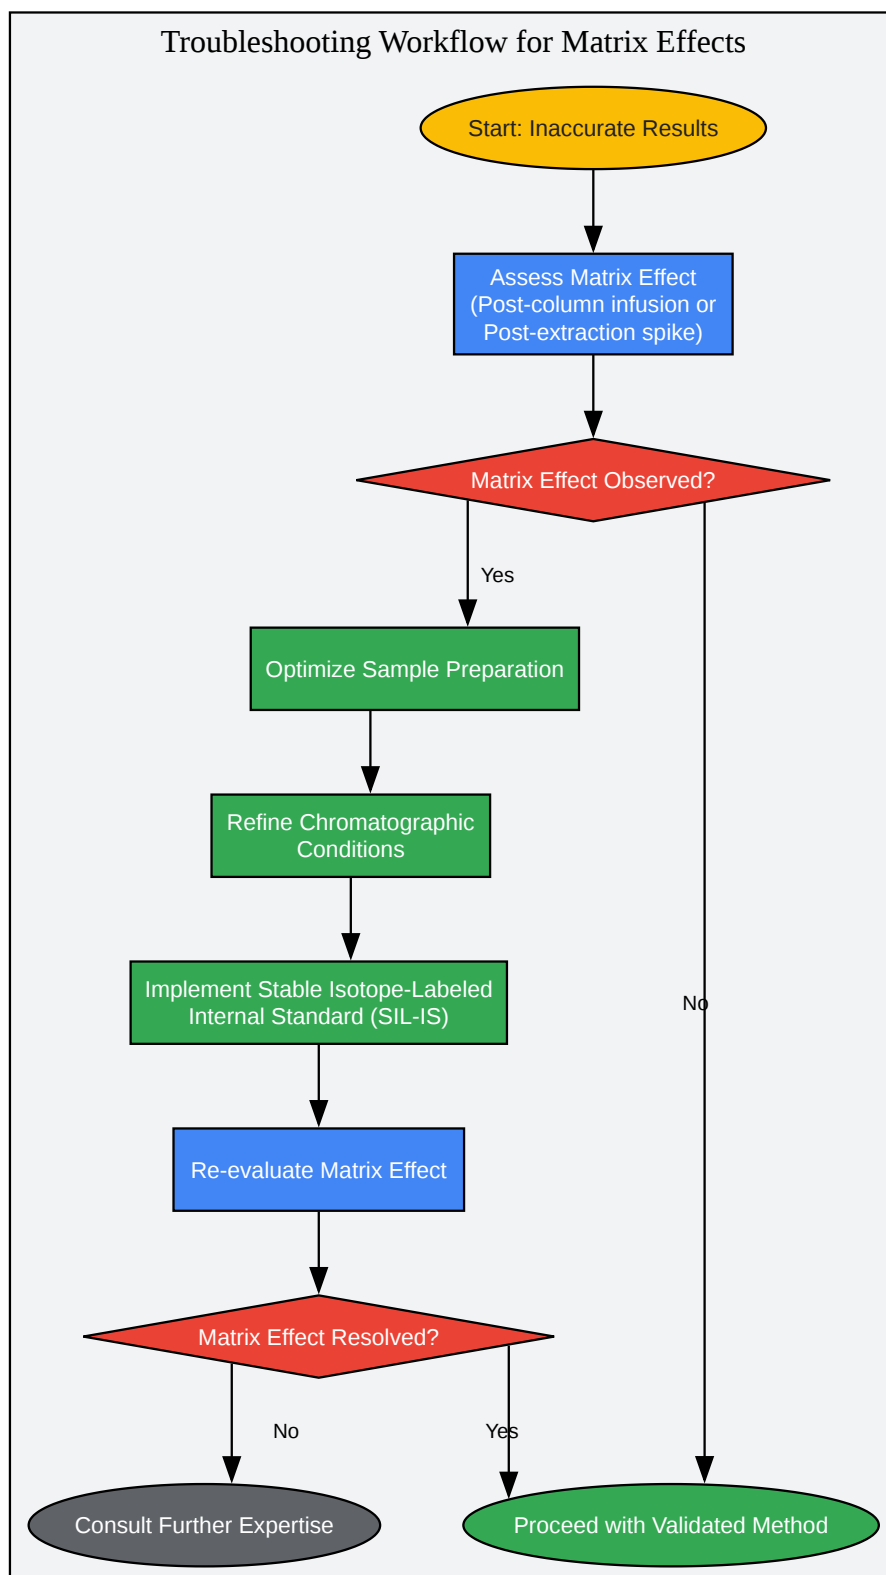 Troubleshooting Workflow for Matrix Effects
Start: Inaccurate Results
Assess Matrix Effect
(Post-column infusion or
Post-extraction spike)
Matrix Effect Observed?
Yes
Optimize Sample Preparation
Refine Chromatographic
Conditions
No
Implement Stable Isotope-Labeled
Internal Standard (SIL-IS)
Re-evaluate Matrix Effect
Matrix Effect Resolved?
No
Yes
Consult Further Expertise
Proceed with Validated Method